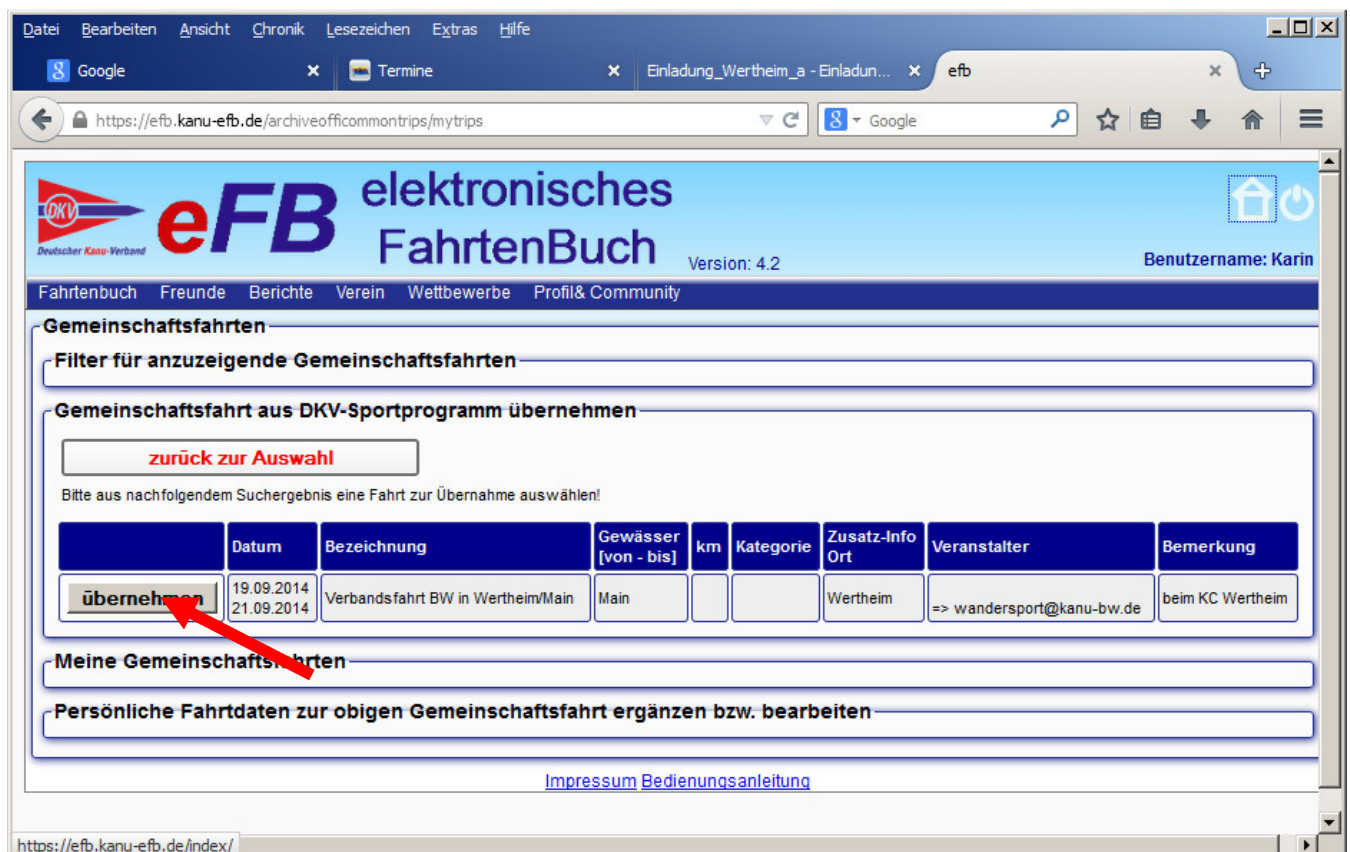 Datei Bearbeiten Ansicht Chronik Lesezeichen Extras Hilfe
Google Termine Einladung_Wertheim_a - Einladun... efb
https://efb.kanu-efb.de/archiveofficommontrips/mytrips Google
DKV
Deutscher Kanu-Verband
eFB
elektronisches
FahrtenBuch Version: 4.2
Benutzername: Karin
Fahrtenbuch Freunde Berichte Verein Wettbewerbe Profil& Community
Gemeinschaftsfahrten
Filter für anzuzeigende Gemeinschaftsfahrten
Gemeinschaftsfahrt aus DKV-Sportprogramm übernehmen
zurück zur Auswahl
Bitte aus nachfolgendem Suchergebnis eine Fahrt zur Übernahme auswählen!
Datum Bezeichnung Gewässer [von - bis] km Kategorie Zusatz-Info Ort Veranstalter Bemerkung
übernehmen 19.09.2014 21.09.2014 Verbandsfahrt BW in Wertheim/Main Main Wertheim => wandersport@kanu-bw.de beim KC Wertheim
Meine Gemeinschaftsfahrten
Persönliche Fahrtdaten zur obigen Gemeinschaftsfahrt ergänzen bzw. bearbeiten
Impressum Bedienungsanleitung
https://efb.kanu-efb.de/index/